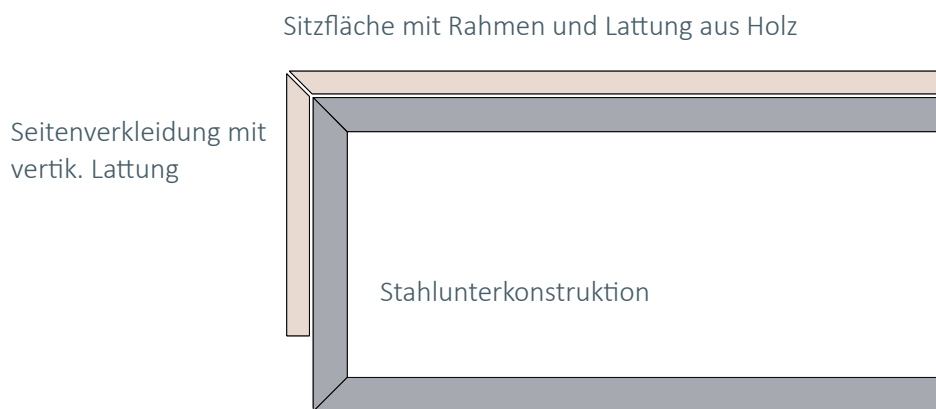 Sitzfläche mit Rahmen und Lattung aus Holz
Seitenverkleidung mit
vertik. Lattung
Stahlunterkonstruktion